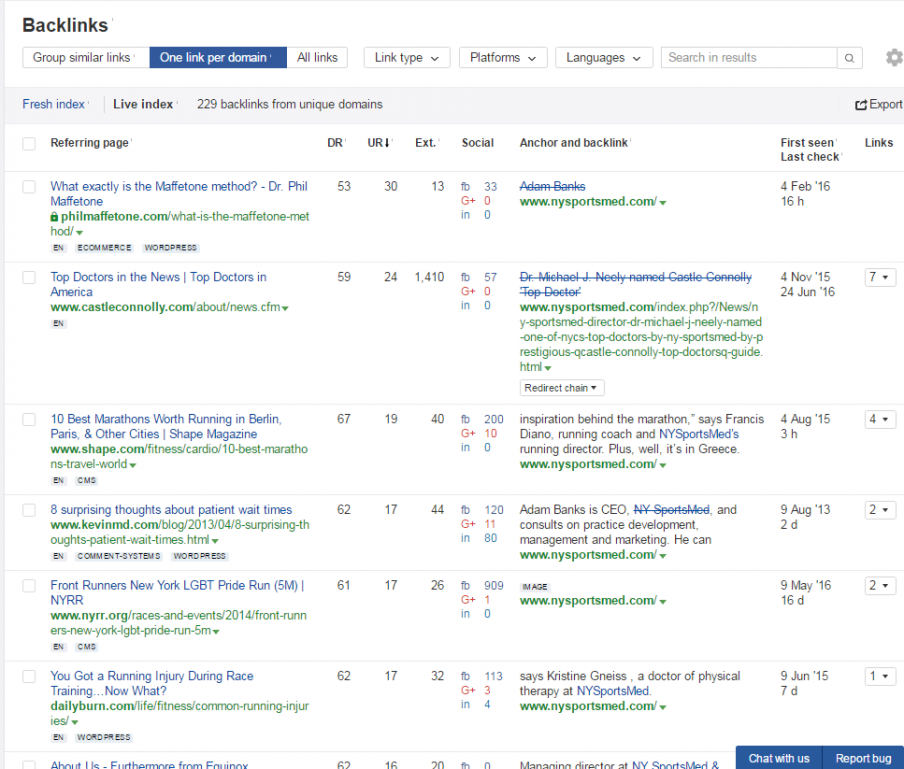 Backlinks
Group similar links One link per domain All links Link type Platforms Languages Search in results
Fresh index Live index 229 backlinks from unique domains Export
Referring page DR UR Ext. Social Anchor and backlink First seen Links
Last check
What exactly is the Maffetone method? - Dr. Phil 53 30 13 fb 33 Adam Banks 4 Feb '16
Maffetone G+ 0 www.nysportsmed.com/ 16 h
philmaffetone.com/what-is-the-maffetone-met in 0
hod/
EN ECOMMERCE WORDPRESS
Top Doctors in the News | Top Doctors in 59 24 1,410 fb 57 Dr. Michael J. Neely named Castle Connolly 4 Nov '15 7
America G+ 0 'Top Doctor' 24 Jun '16
www.castleconnolly.com/about/news.cfm in 0 www.nysportsmed.com/index.php?/News/n
EN y-sportsmed-director-dr-michael-j-neely-named
-one-of-nycs-top-doctors-by-ny-sportsmed-by-p
restigious-qcastle-connolly-top-doctorsq-guide.
html
Redirect chain
10 Best Marathons Worth Running in Berlin, 67 19 40 fb 200 inspiration behind the marathon,” says Francis 4 Aug '15 4
Paris, & Other Cities | Shape Magazine G+ 10 Diano, running coach and NYSportsMed's 3 h
www.shape.com/fitness/cardio/10-best-maratho in 0 running director. Plus, well, it's in Greece.
ns-travel-world www.nysportsmed.com/
EN CMS
8 surprising thoughts about patient wait times 62 17 44 fb 120 Adam Banks is CEO, NY SportsMed, and 9 Aug '13 2
www.kevinmd.com/blog/2013/04/8-surprising-th G+ 11 consults on practice development, 2 d
oughts-patient-wait-times.html in 80 management and marketing. He can
EN COMMENT-SYSTEMS WORDPRESS www.nysportsmed.com/
Front Runners New York LGBT Pride Run (5M) | 61 17 26 fb 909 IMAGE 9 May '16 2
NYRR G+ 1 www.nysportsmed.com/ 16 d
www.nyrr.org/races-and-events/2014/front-runn in 0
ers-new-york-lgbt-pride-run-5m
EN CMS
You Got a Running Injury During Race 62 17 32 fb 113 says Kristine Gneiss , a doctor of physical 9 Jun '15 1
Training…Now What? G+ 3 therapy at NYSportsMed. 7 d
dailyburn.com/life/fitness/common-running-injur in 4 www.nysportsmed.com/
ies/
EN WORDPRESS
About Us - Furthermore from Equinox 62 16 20 fb 0 Managing director at NY SportsMed &
Chat with us Report bug